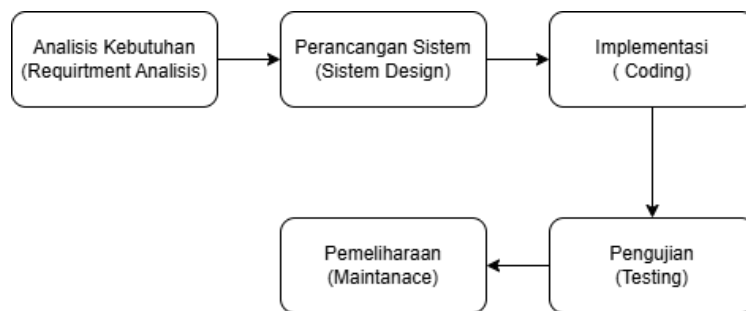 Analisis Kebutuhan
(Requirtment Analisis)
Perancangan Sistem
(Sistem Design)
Implementasi
( Coding)
Pengujian
(Testing)
Pemeliharaan
(Maintanace)